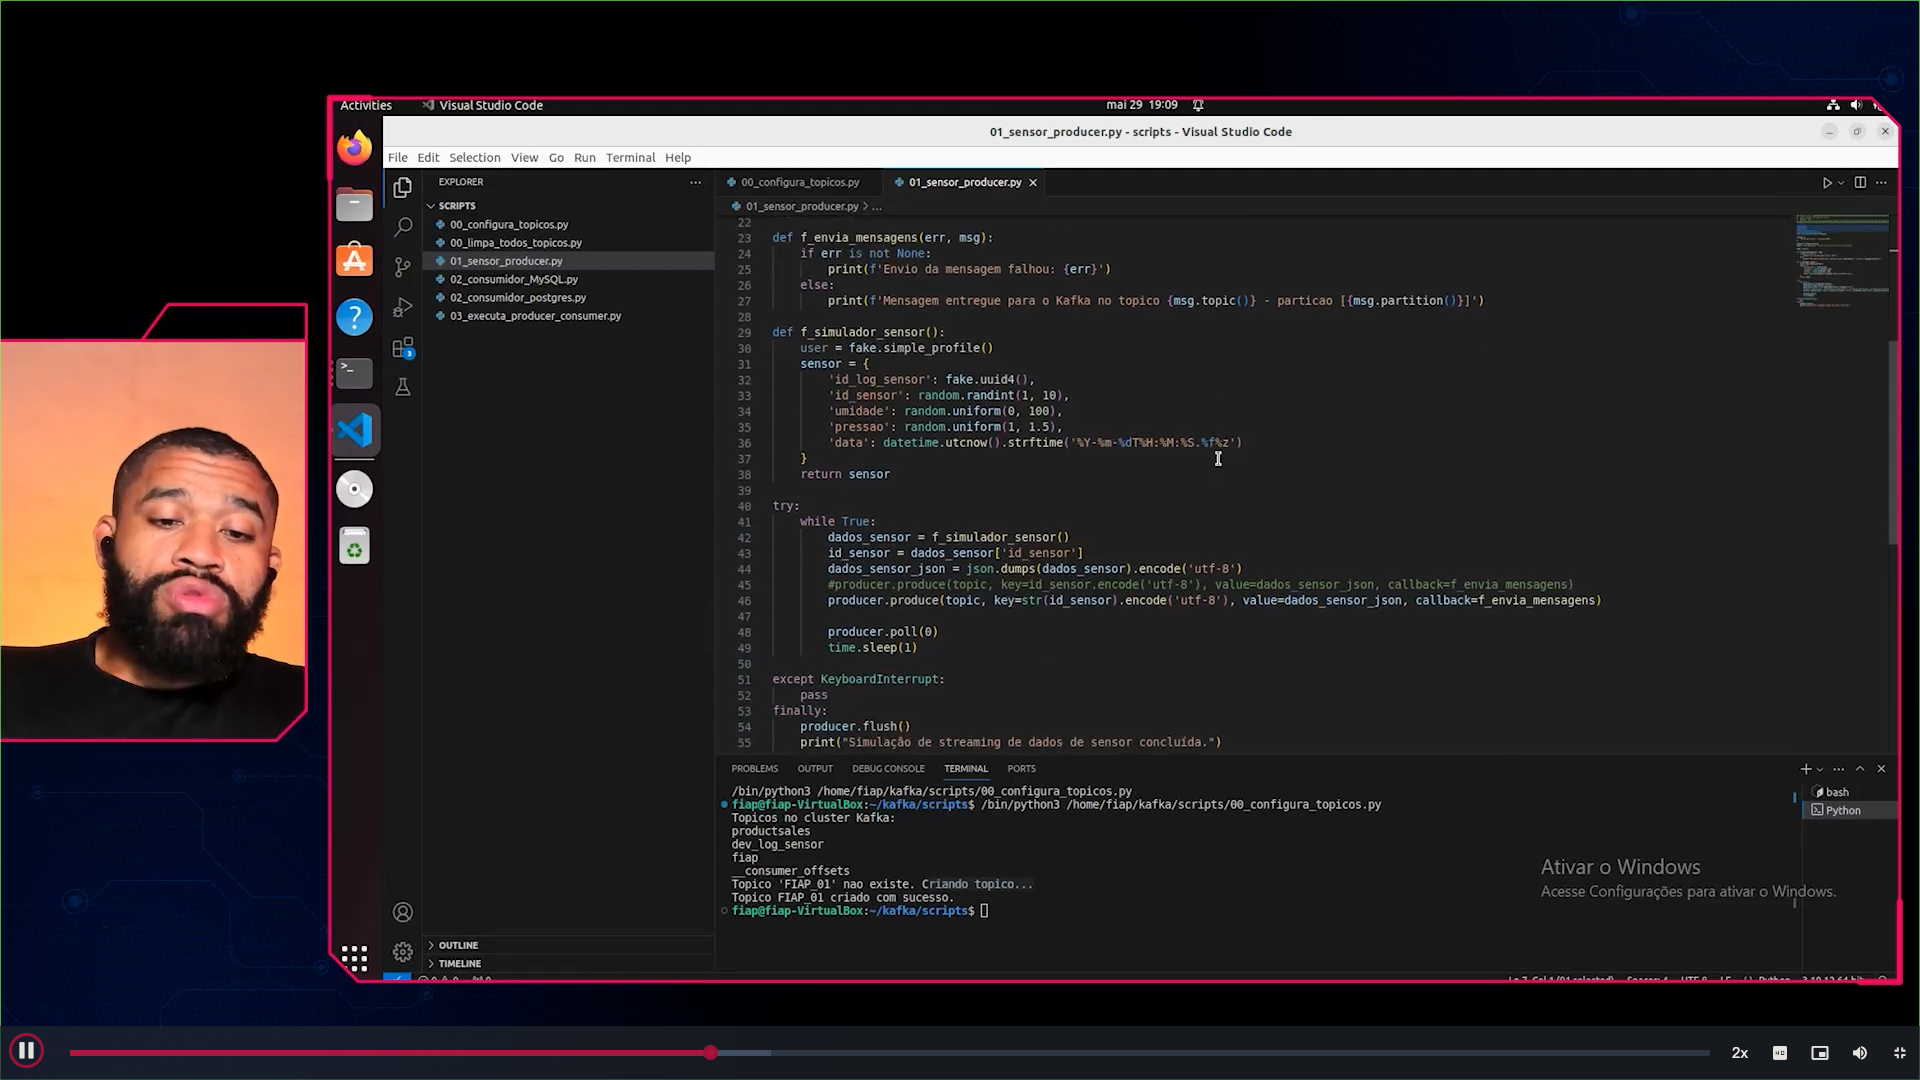 Activities
Visual Studio Code
mai 29 19:09
01_sensor_producer.py - scripts - Visual Studio Code
File Edit Selection View Go Run Terminal Help
EXPLORER
SCRIPTS
00_configura_topicos.py
00_limpa_todos_topicos.py
01_sensor_producer.py
02_consumidor_MySQL.py
02_consumidor_postgres.py
03_executa_producer_consumer.py
3
OUTLINE
TIMELINE
00_configura_topicos.py
01_sensor_producer.py
01_sensor_producer.py > ...
22
23 def f_envia_mensagens(err, msg):
24 if err is not None:
25 print(f'Envio da mensagem falhou: {err}')
26 else:
27 print(f'Mensagem entregue para o Kafka no topico {msg.topic()} - particao [{msg.partition()}]')
28
29 def f_simulador_sensor():
30 user = fake.simple_profile()
31 sensor = {
32 'id_log_sensor': fake.uuid4(),
33 'id_sensor': random.randint(1, 10),
34 'umidade': random.uniform(0, 100),
35 'pressao': random.uniform(1, 1.5),
36 'data': datetime.utcnow().strftime('%Y-%m-%dT%H:%M:%S.%f%z')
37 }
38 return sensor
39
40 try:
41 while True:
42 dados_sensor = f_simulador_sensor()
43 id_sensor = dados_sensor['id_sensor']
44 dados_sensor_json = json.dumps(dados_sensor).encode('utf-8')
45 #producer.produce(topic, key=id_sensor.encode('utf-8'), value=dados_sensor_json, callback=f_envia_mensagens)
46 producer.produce(topic, key=str(id_sensor).encode('utf-8'), value=dados_sensor_json, callback=f_envia_mensagens)
47
48 producer.poll(0)
49 time.sleep(1)
50
51 except KeyboardInterrupt:
52 pass
53 finally:
54 producer.flush()
55 print("Simulação de streaming de dados de sensor concluída.")
PROBLEMS OUTPUT DEBUG CONSOLE TERMINAL PORTS
/bin/python3 /home/fiap/kafka/scripts/00_configura_topicos.py
fiap@fiap-VirtualBox:~/kafka/scripts$ /bin/python3 /home/fiap/kafka/scripts/00_configura_topicos.py
Topicos no cluster Kafka:
productsales
dev_log_sensor
fiap
__consumer_offsets
Topico 'FIAP_01' nao existe. Criando topico...
Topico FIAP_01 criado com sucesso.
fiap@fiap-VirtualBox:~/kafka/scripts$
bash
Python
Ativar o Windows
Acesse Configurações para ativar o Windows.
2x